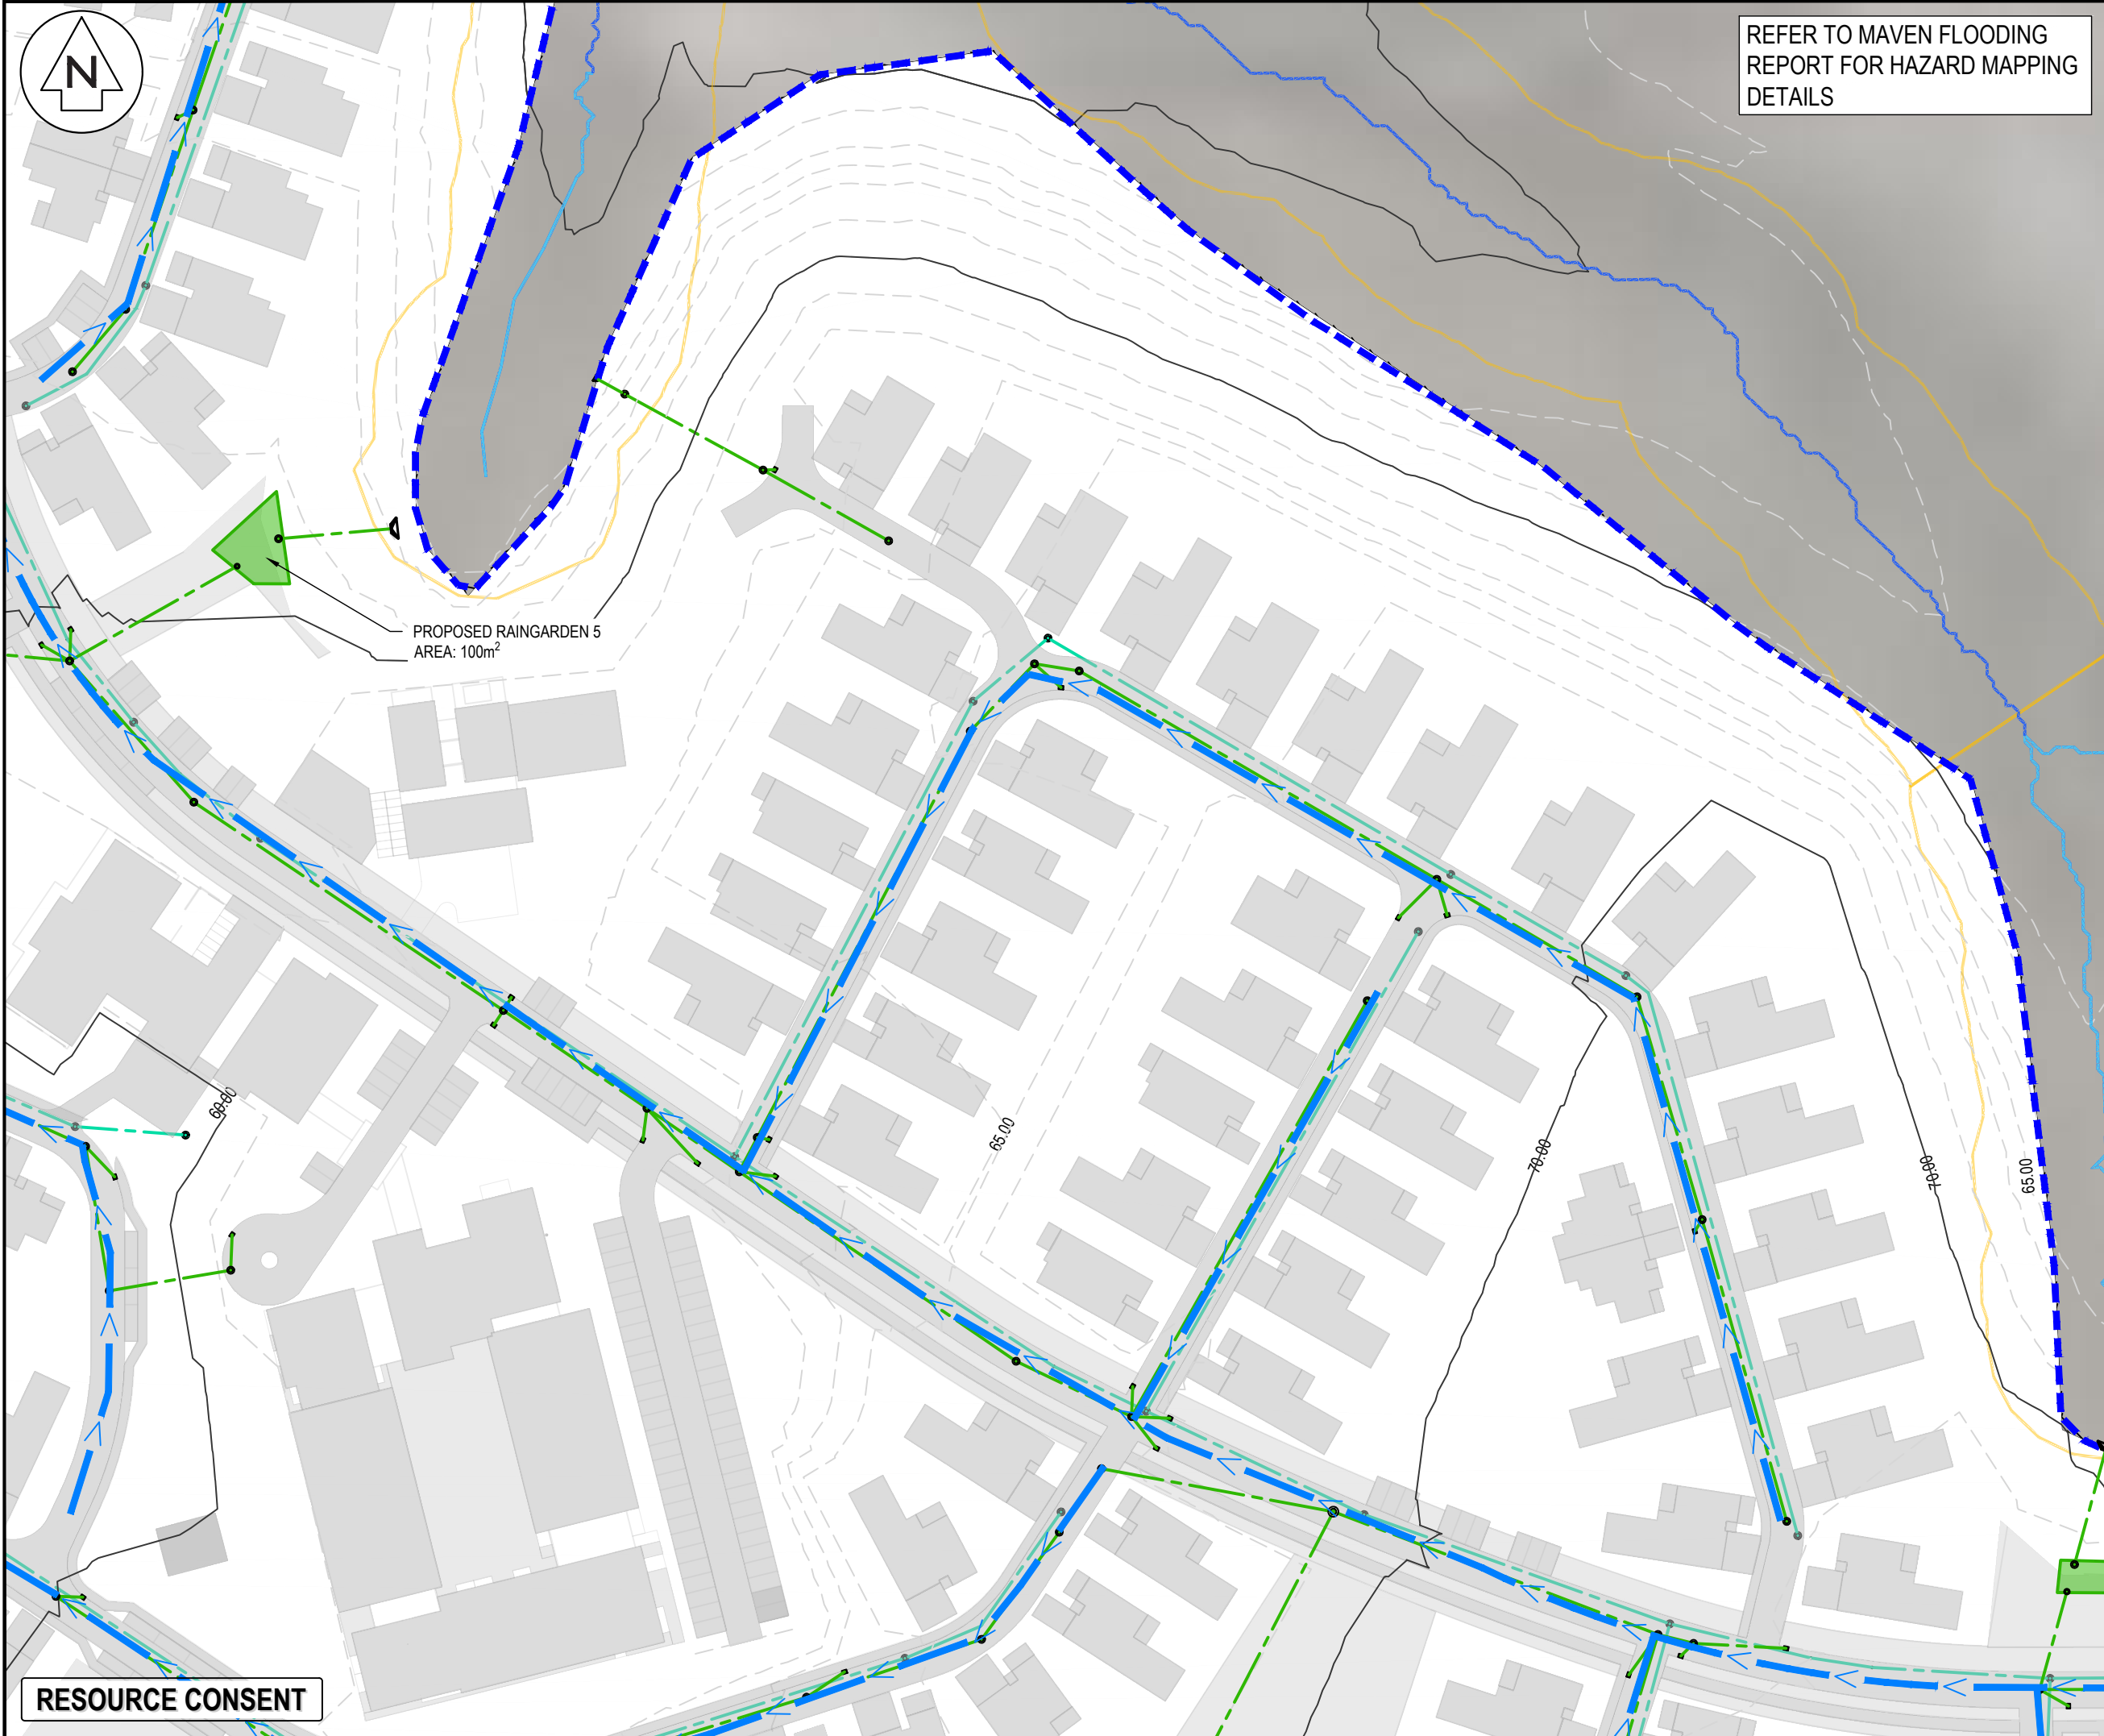 N
REFER TO MAVEN FLOODING
REPORT FOR HAZARD MAPPING
DETAILS
PROPOSED RAINGARDEN 5
AREA: 100m²
60.00
65.00
70.00
70.00
65.00
RESOURCE CONSENT